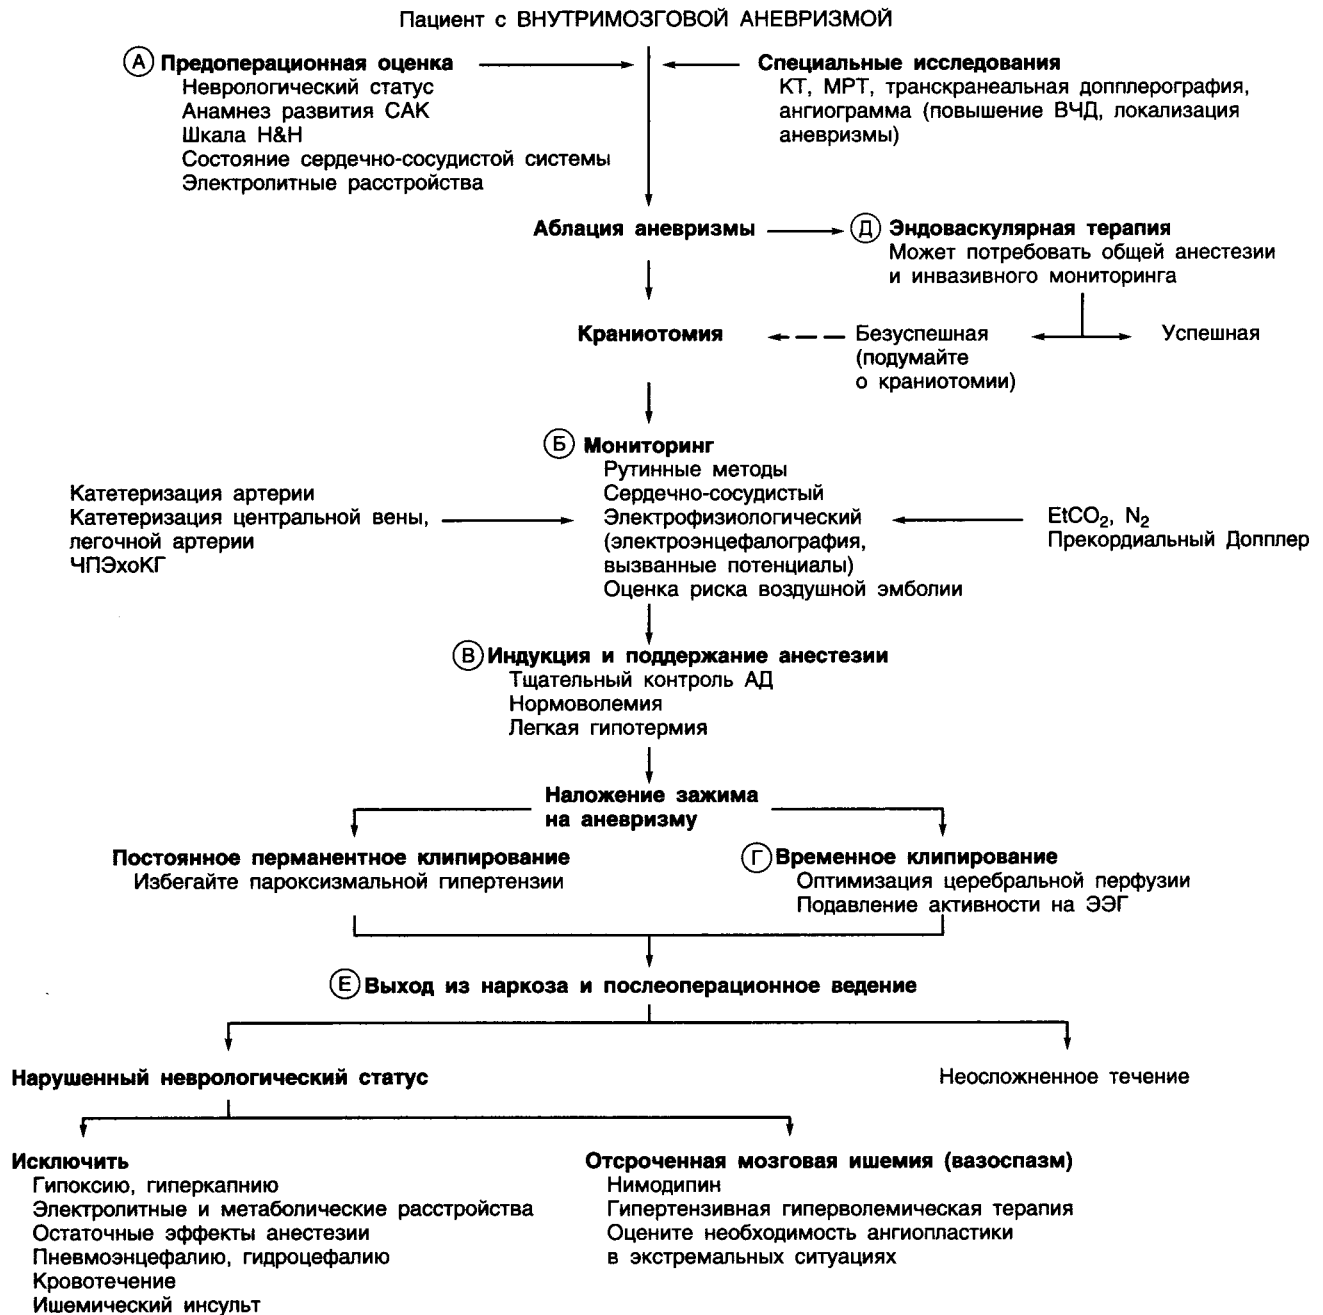 Пациент с ВНУТРИМОЗГОВОЙ АНЕВРИЗМОЙ
А Предоперационная оценка
Неврологический статус
Анамнез развития САК
Шкала H&H
Состояние сердечно-сосудистой системы
Электролитные расстройства
Специальные исследования
КТ, МРТ, транскранеальная допплерография,
ангиограмма (повышение ВЧД, локализация
аневризмы)
Аблация аневризмы
Д Эндоваскулярная терапия
Может потребовать общей анестезии
и инвазивного мониторинга
Краниотомия
Безуспешная
(подумайте
о краниотомии)
Успешная
Б Мониторинг
Рутинные методы
Сердечно-сосудистый
Электрофизиологический
(электроэнцефалография,
вызванные потенциалы)
Оценка риска воздушной эмболии
Катетеризация артерии
Катетеризация центральной вены,
легочной артерии
ЧПЭхоКГ
EtCO₂, N₂
Прекордиальный Допплер
В Индукция и поддержание анестезии
Тщательный контроль АД
Нормоволемия
Легкая гипотермия
Наложение зажима
на аневризму
Постоянное перманентное клипирование
Избегайте пароксизмальной гипертензии
Г Временное клипирование
Оптимизация церебральной перфузии
Подавление активности на ЭЭГ
Е Выход из наркоза и послеоперационное ведение
Нарушенный неврологический статус
Неосложненное течение
Исключить
Гипоксию, гиперкапнию
Электролитные и метаболические расстройства
Остаточные эффекты анестезии
Пневмоэнцефалию, гидроцефалию
Кровотечение
Ишемический инсульт
Отсроченная мозговая ишемия (вазоспазм)
Нимодипин
Гипертензивная гиперволемическая терапия
Оцените необходимость ангиопластики
в экстремальных ситуациях